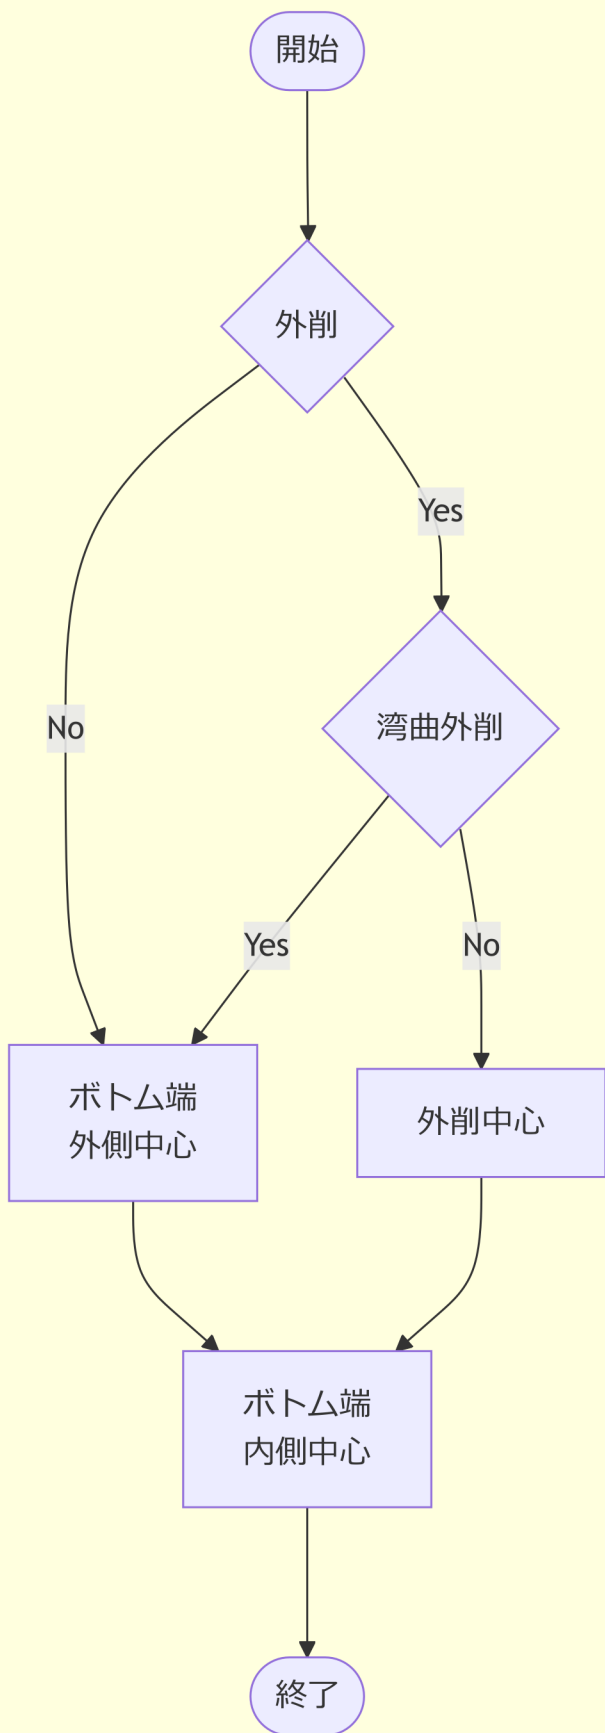 開始
外削
Yes
No
湾曲外削
Yes
No
ボトム端
外側中心
外削中心
ボトム端
内側中心
終了